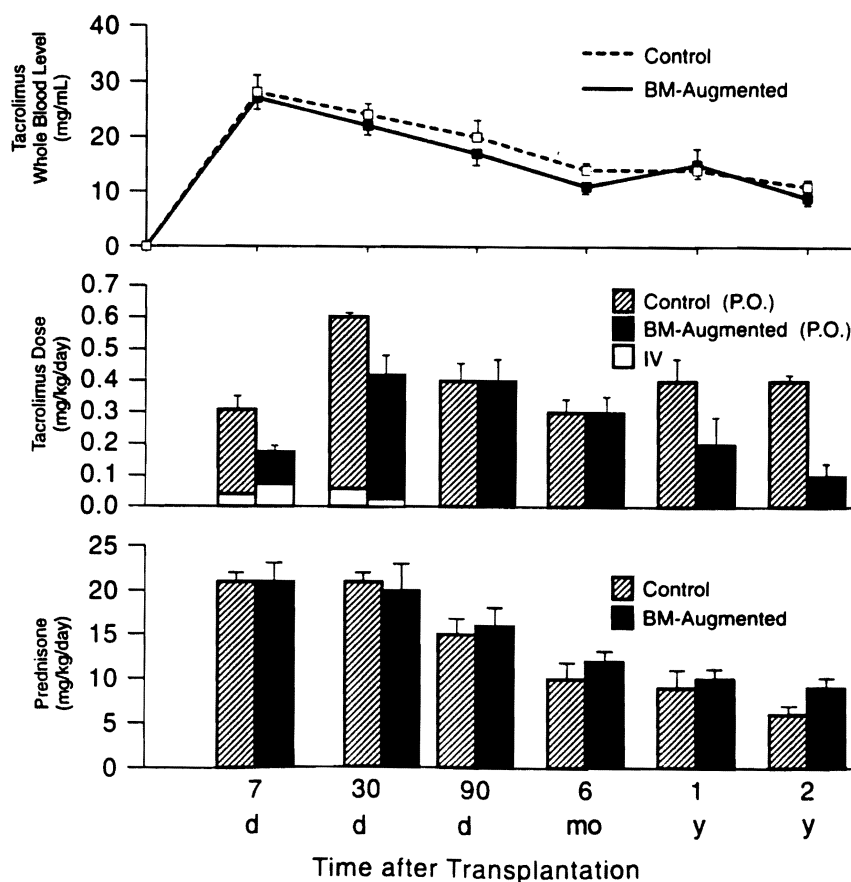 Tacrolimus
Whole Blood Level
(mg/mL)
40
30
20
10
0
Control
BM-Augmented
Tacrolimus Dose
(mg/kg/day)
0.7
0.6
0.5
0.4
0.3
0.2
0.1
0.0
Control (P.O.)
BM-Augmented (P.O.)
IV
Prednisone
(mg/kg/day)
25
20
15
10
5
0
Control
BM-Augmented
7 30 90 6 1 2
d d d mo y y
Time after Transplantation